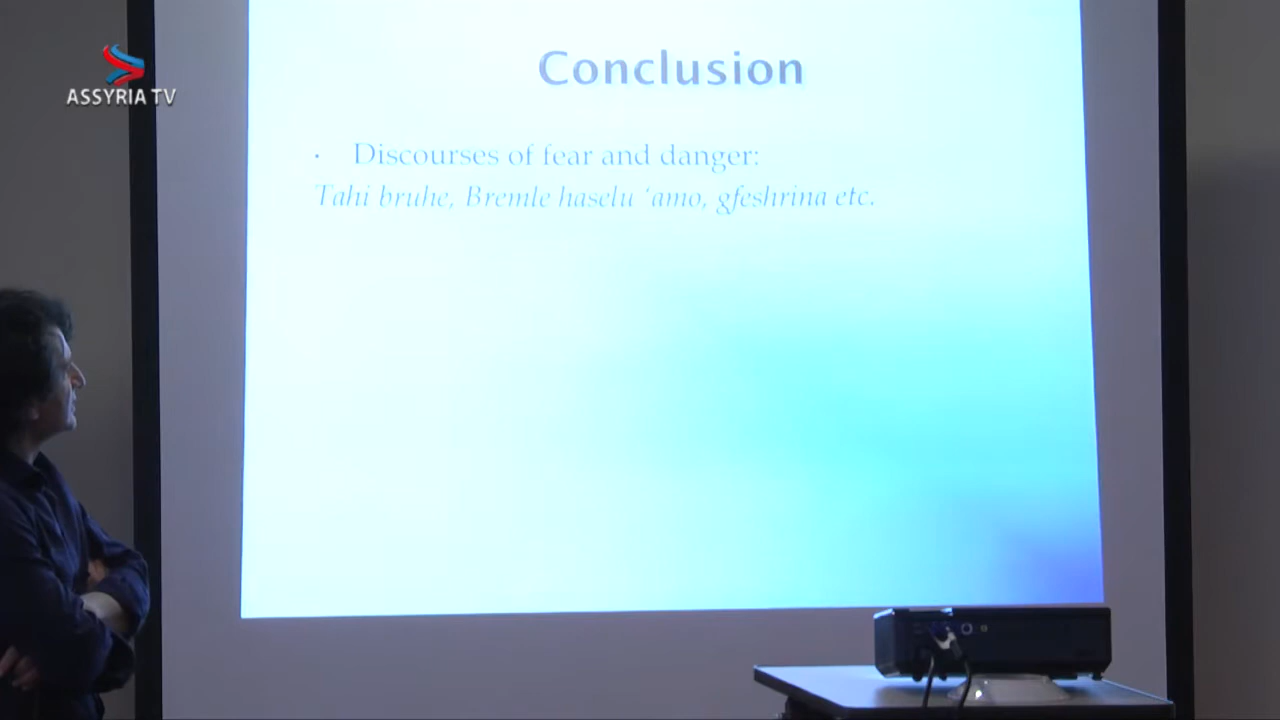 ASSYRIA TV
Conclusion
· Discourses of fear and danger:
Tahi bruhe, Bremle haselu ‘amo, gfeshrina etc.